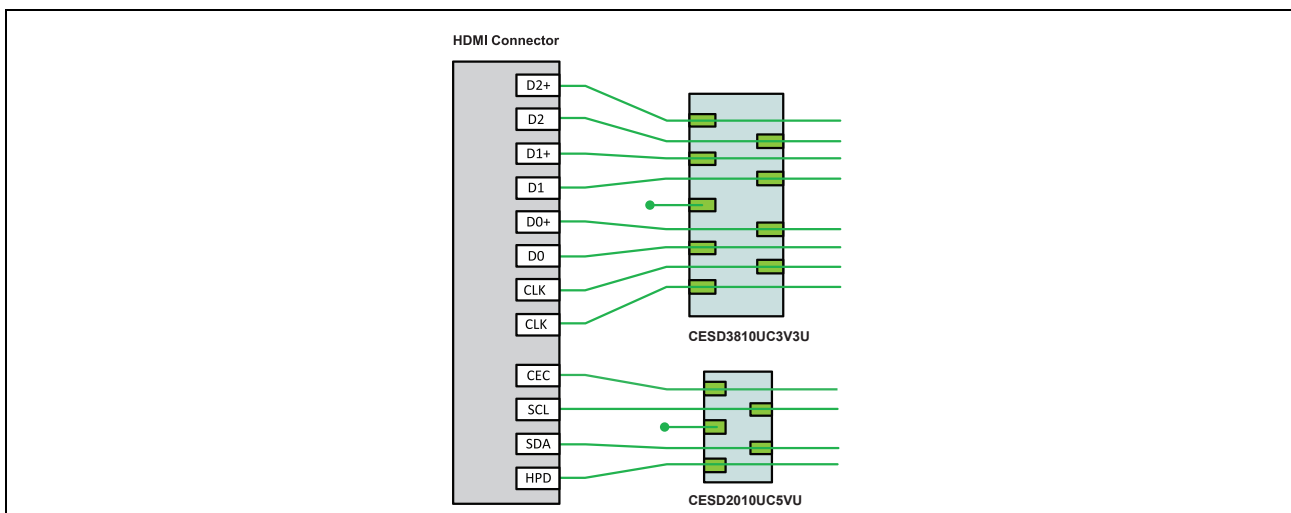 HDMI Connector
D2+
D2
D1+
D1
D0+
D0
CLK
CLK
CESD3810UC3V3U
CEC
SCL
SDA
HPD
CESD2010UC5VU